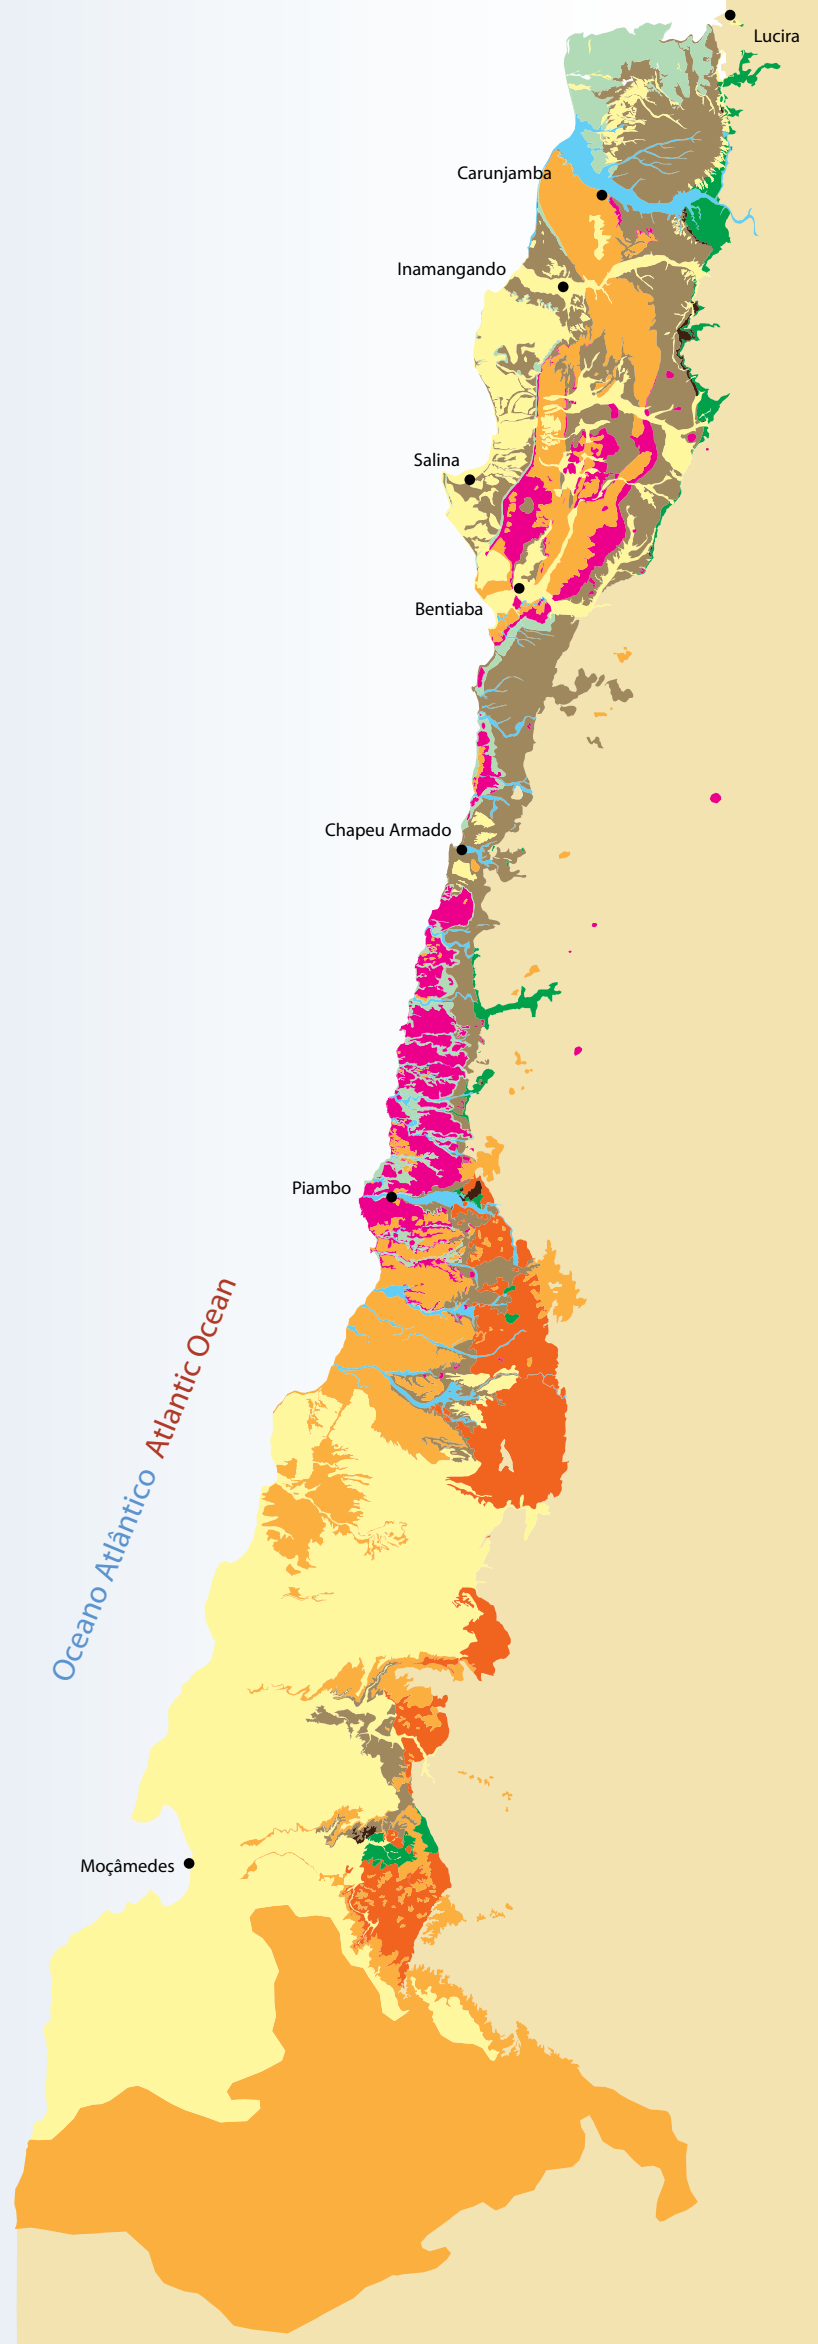 Lucira
Carunjamba
Inamangando
Salina
Bentiaba
Chapeu Armado
Piambo
Oceano Atlântico Atlantic Ocean
Moçâmedes